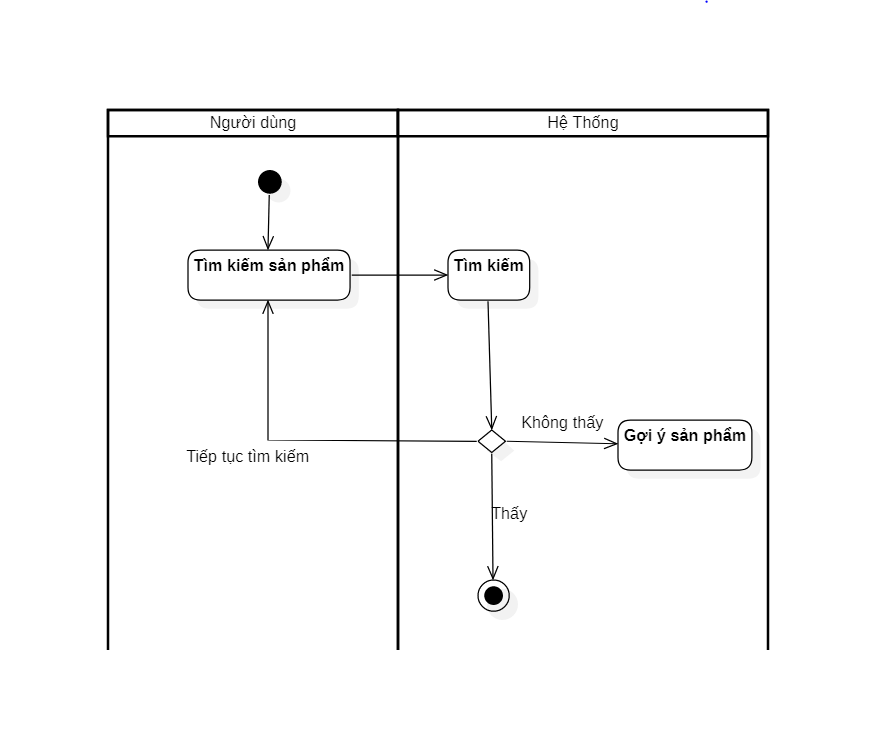 Người dùng
Hệ Thống
Tìm kiếm sản phẩm
Tìm kiếm
Không thấy
Gợi ý sản phẩm
Tiếp tục tìm kiếm
Thấy